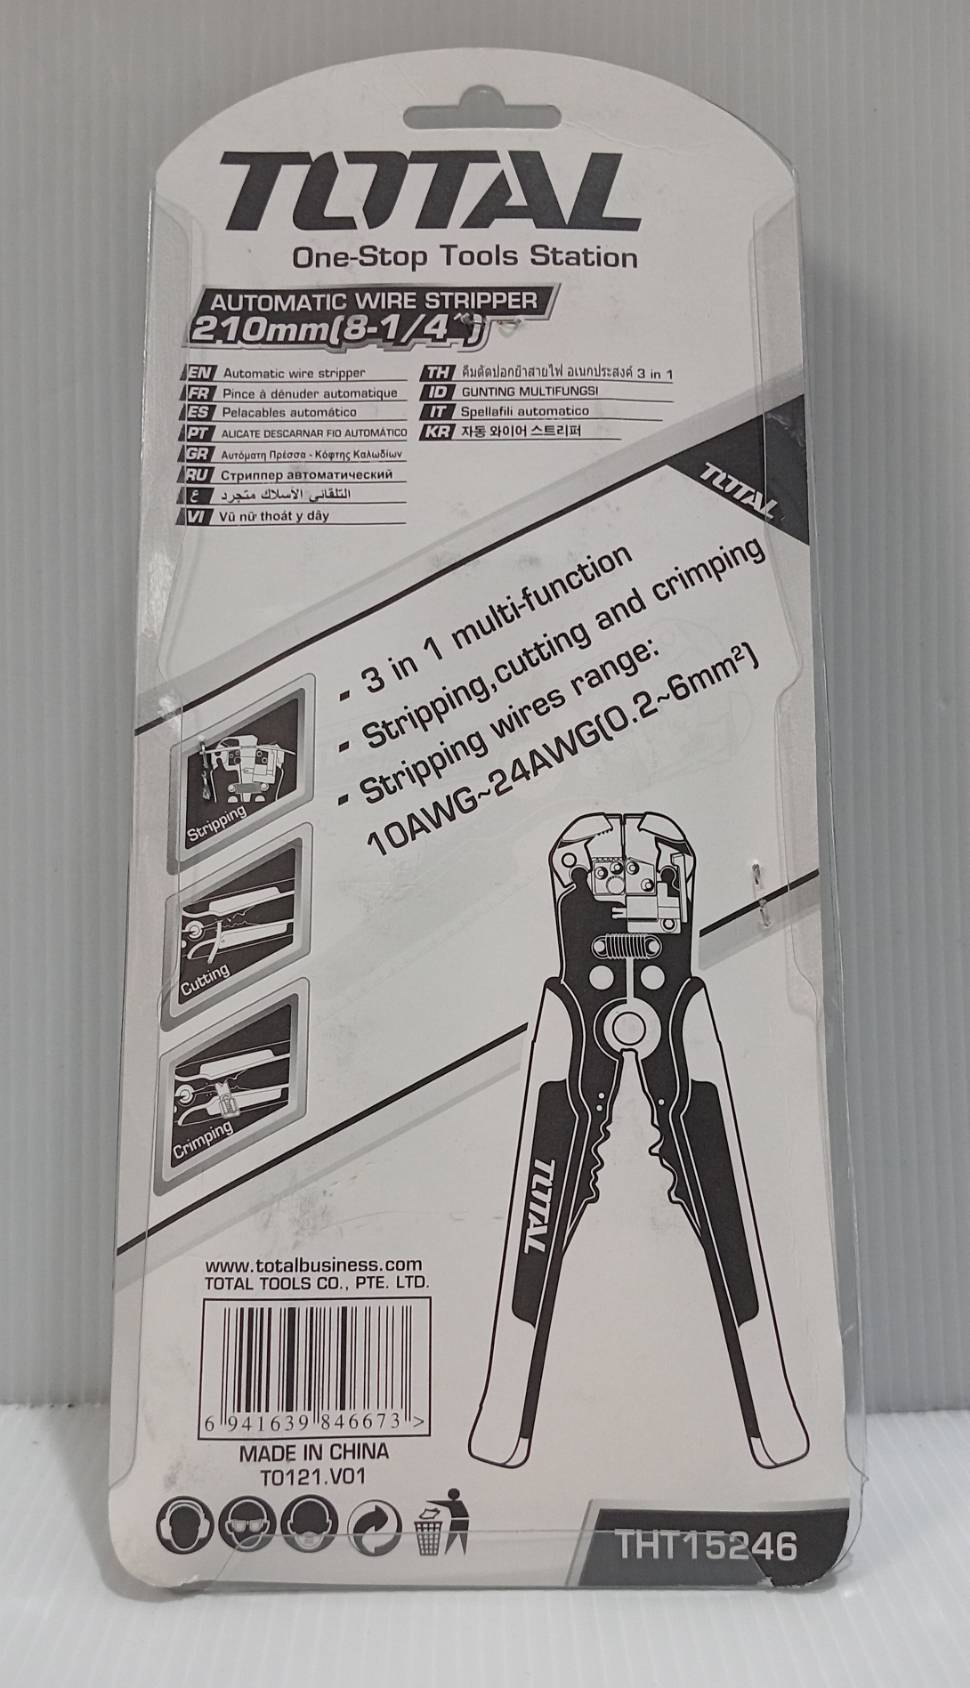 TOTAL
One-Stop Tools Station
AUTOMATIC WIRE STRIPPER
210mm(8-1/4")
EN Automatic wire stripper
FR Pince à dénuder automatique
ES Pelacables automático
PT ALICATE DESCARNAR FIO AUTOMÁTICO
GR Αυτόματη Πρέσσα - Κόφτης Καλωδίων
RU Стриппер автоматический
ع التلقائي الأسلاك متجرد
VI Vũ nữ thoát y dây
TH คีมตัดปอกย้ำสายไฟ อเนกประสงค์ 3 in 1
ID GUNTING MULTIFUNGSI
IT Spellafili automatico
KR 자동 와이어 스트리퍼
TOTAL
- 3 in 1 multi-function
- Stripping,cutting and crimping
- Stripping wires range:
10AWG~24AWG(0.2~6mm²)
Stripping
Cutting
Crimping
TOTAL
www.totalbusiness.com
TOTAL TOOLS CO., PTE. LTD.
6 941639 846673 >
MADE IN CHINA
T0121.V01
THT15246